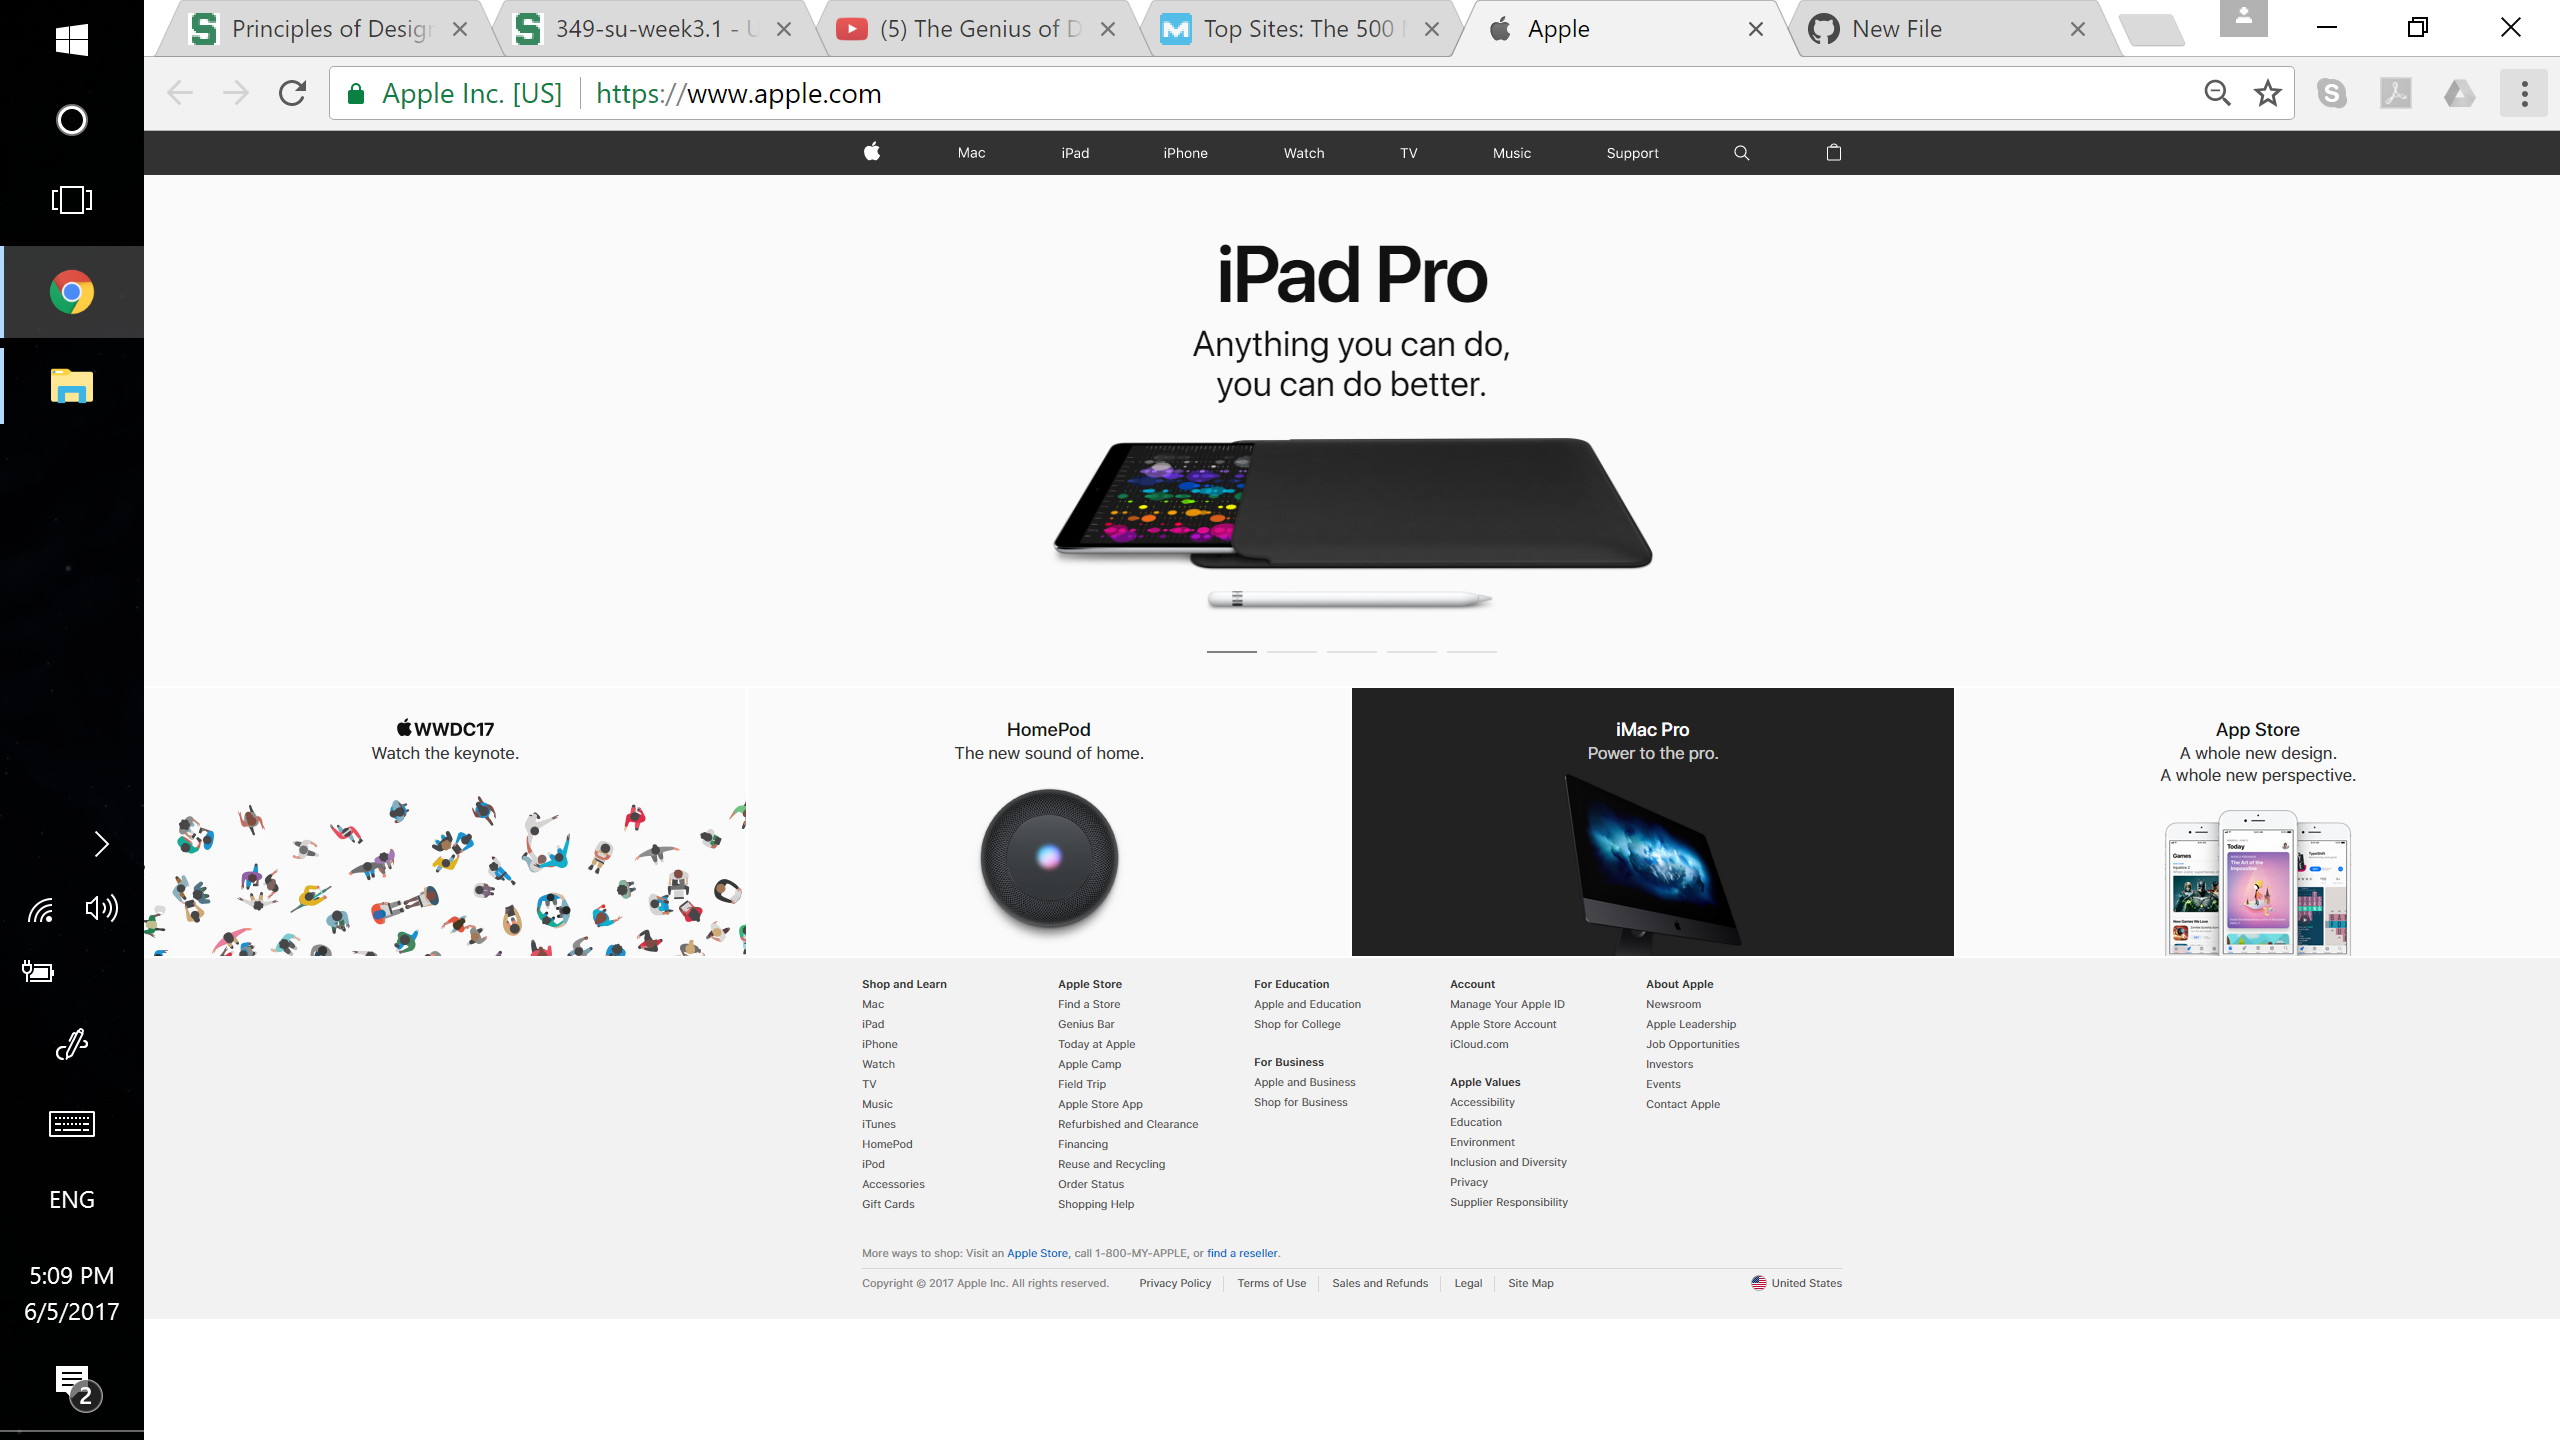 Principles of Design
349-su-week3.1 - U
(5) The Genius of D
Top Sites: The 500
Apple
New File
Apple Inc. [US]
https://www.apple.com
Mac
iPad
iPhone
Watch
TV
Music
Support
iPad Pro
Anything you can do,
you can do better.
WWDC17
Watch the keynote.
HomePod
The new sound of home.
iMac Pro
Power to the pro.
App Store
A whole new design.
A whole new perspective.
Games
Today
The Art of the
Impossible
Shop and Learn
Mac
iPad
iPhone
Watch
TV
Music
iTunes
HomePod
iPod
Accessories
Gift Cards
Apple Store
Find a Store
Genius Bar
Today at Apple
Apple Camp
Field Trip
Apple Store App
Refurbished and Clearance
Financing
Reuse and Recycling
Order Status
Shopping Help
For Education
Apple and Education
Shop for College
For Business
Apple and Business
Shop for Business
Account
Manage Your Apple ID
Apple Store Account
iCloud.com
Apple Values
Accessibility
Education
Environment
Inclusion and Diversity
Privacy
Supplier Responsibility
About Apple
Newsroom
Apple Leadership
Job Opportunities
Investors
Events
Contact Apple
More ways to shop: Visit an Apple Store, call 1-800-MY-APPLE, or find a reseller.
Copyright © 2017 Apple Inc. All rights reserved.
Privacy Policy
Terms of Use
Sales and Refunds
Legal
Site Map
United States
ENG
5:09 PM
6/5/2017
2